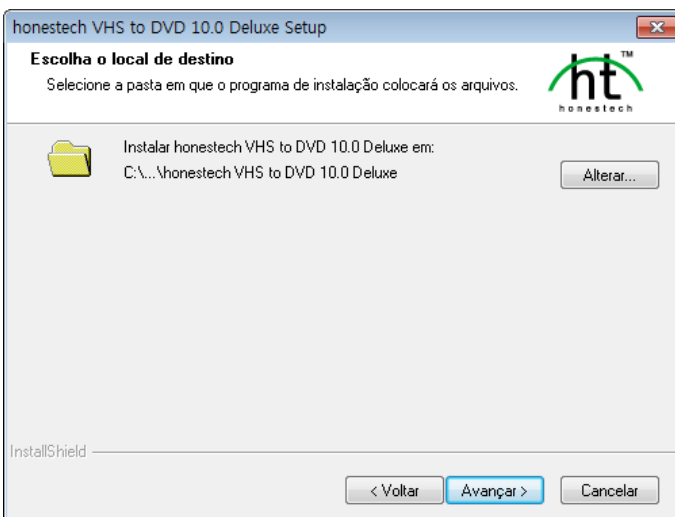 honestech VHS to DVD 10.0 Deluxe Setup
Escolha o local de destino
Selecione a pasta em que o programa de instalação colocará os arquivos.
ht™
honestech
Instalar honestech VHS to DVD 10.0 Deluxe em:
C:\...\honestech VHS to DVD 10.0 Deluxe
Alterar...
InstallShield
< Voltar
Avançar >
Cancelar